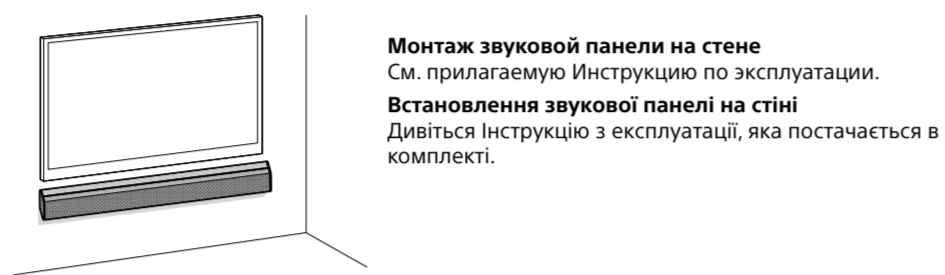 Монтаж звуковой панели на стене
См. прилагаемую Инструкцию по эксплуатации.
Встановлення звукової панелі на стіні
Дивіться Інструкцію з експлуатації, яка постачається в
комплекті.